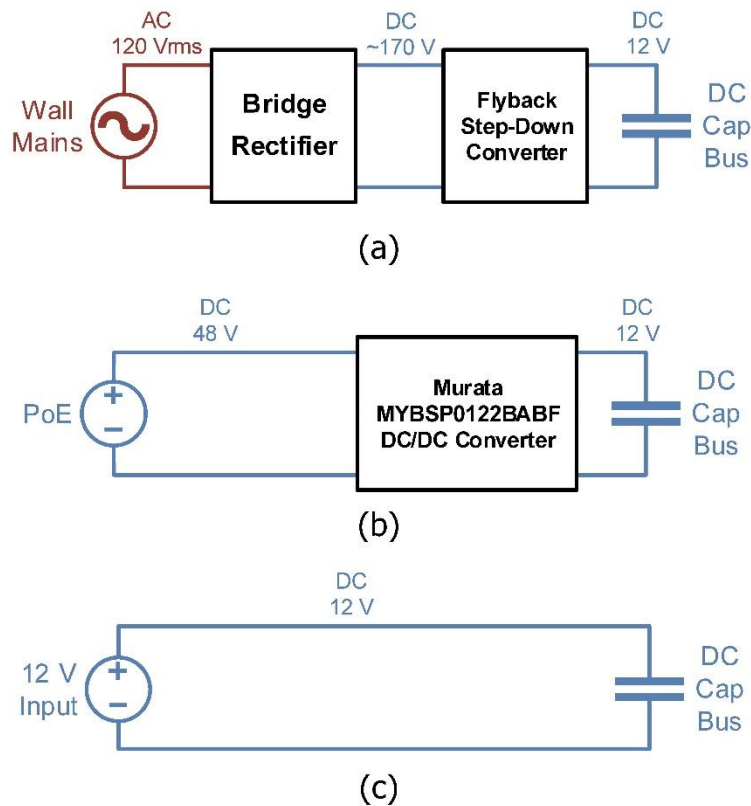 AC
120 Vrms
DC
~170 V
DC
12 V
Wall
Mains
Bridge
Rectifier
Flyback
Step-Down
Converter
DC
Cap
Bus
(a)
DC
48 V
DC
12 V
PoE
+
−
Murata
MYBSP0122BABF
DC/DC Converter
DC
Cap
Bus
(b)
DC
12 V
12 V
Input
+
−
DC
Cap
Bus
(c)